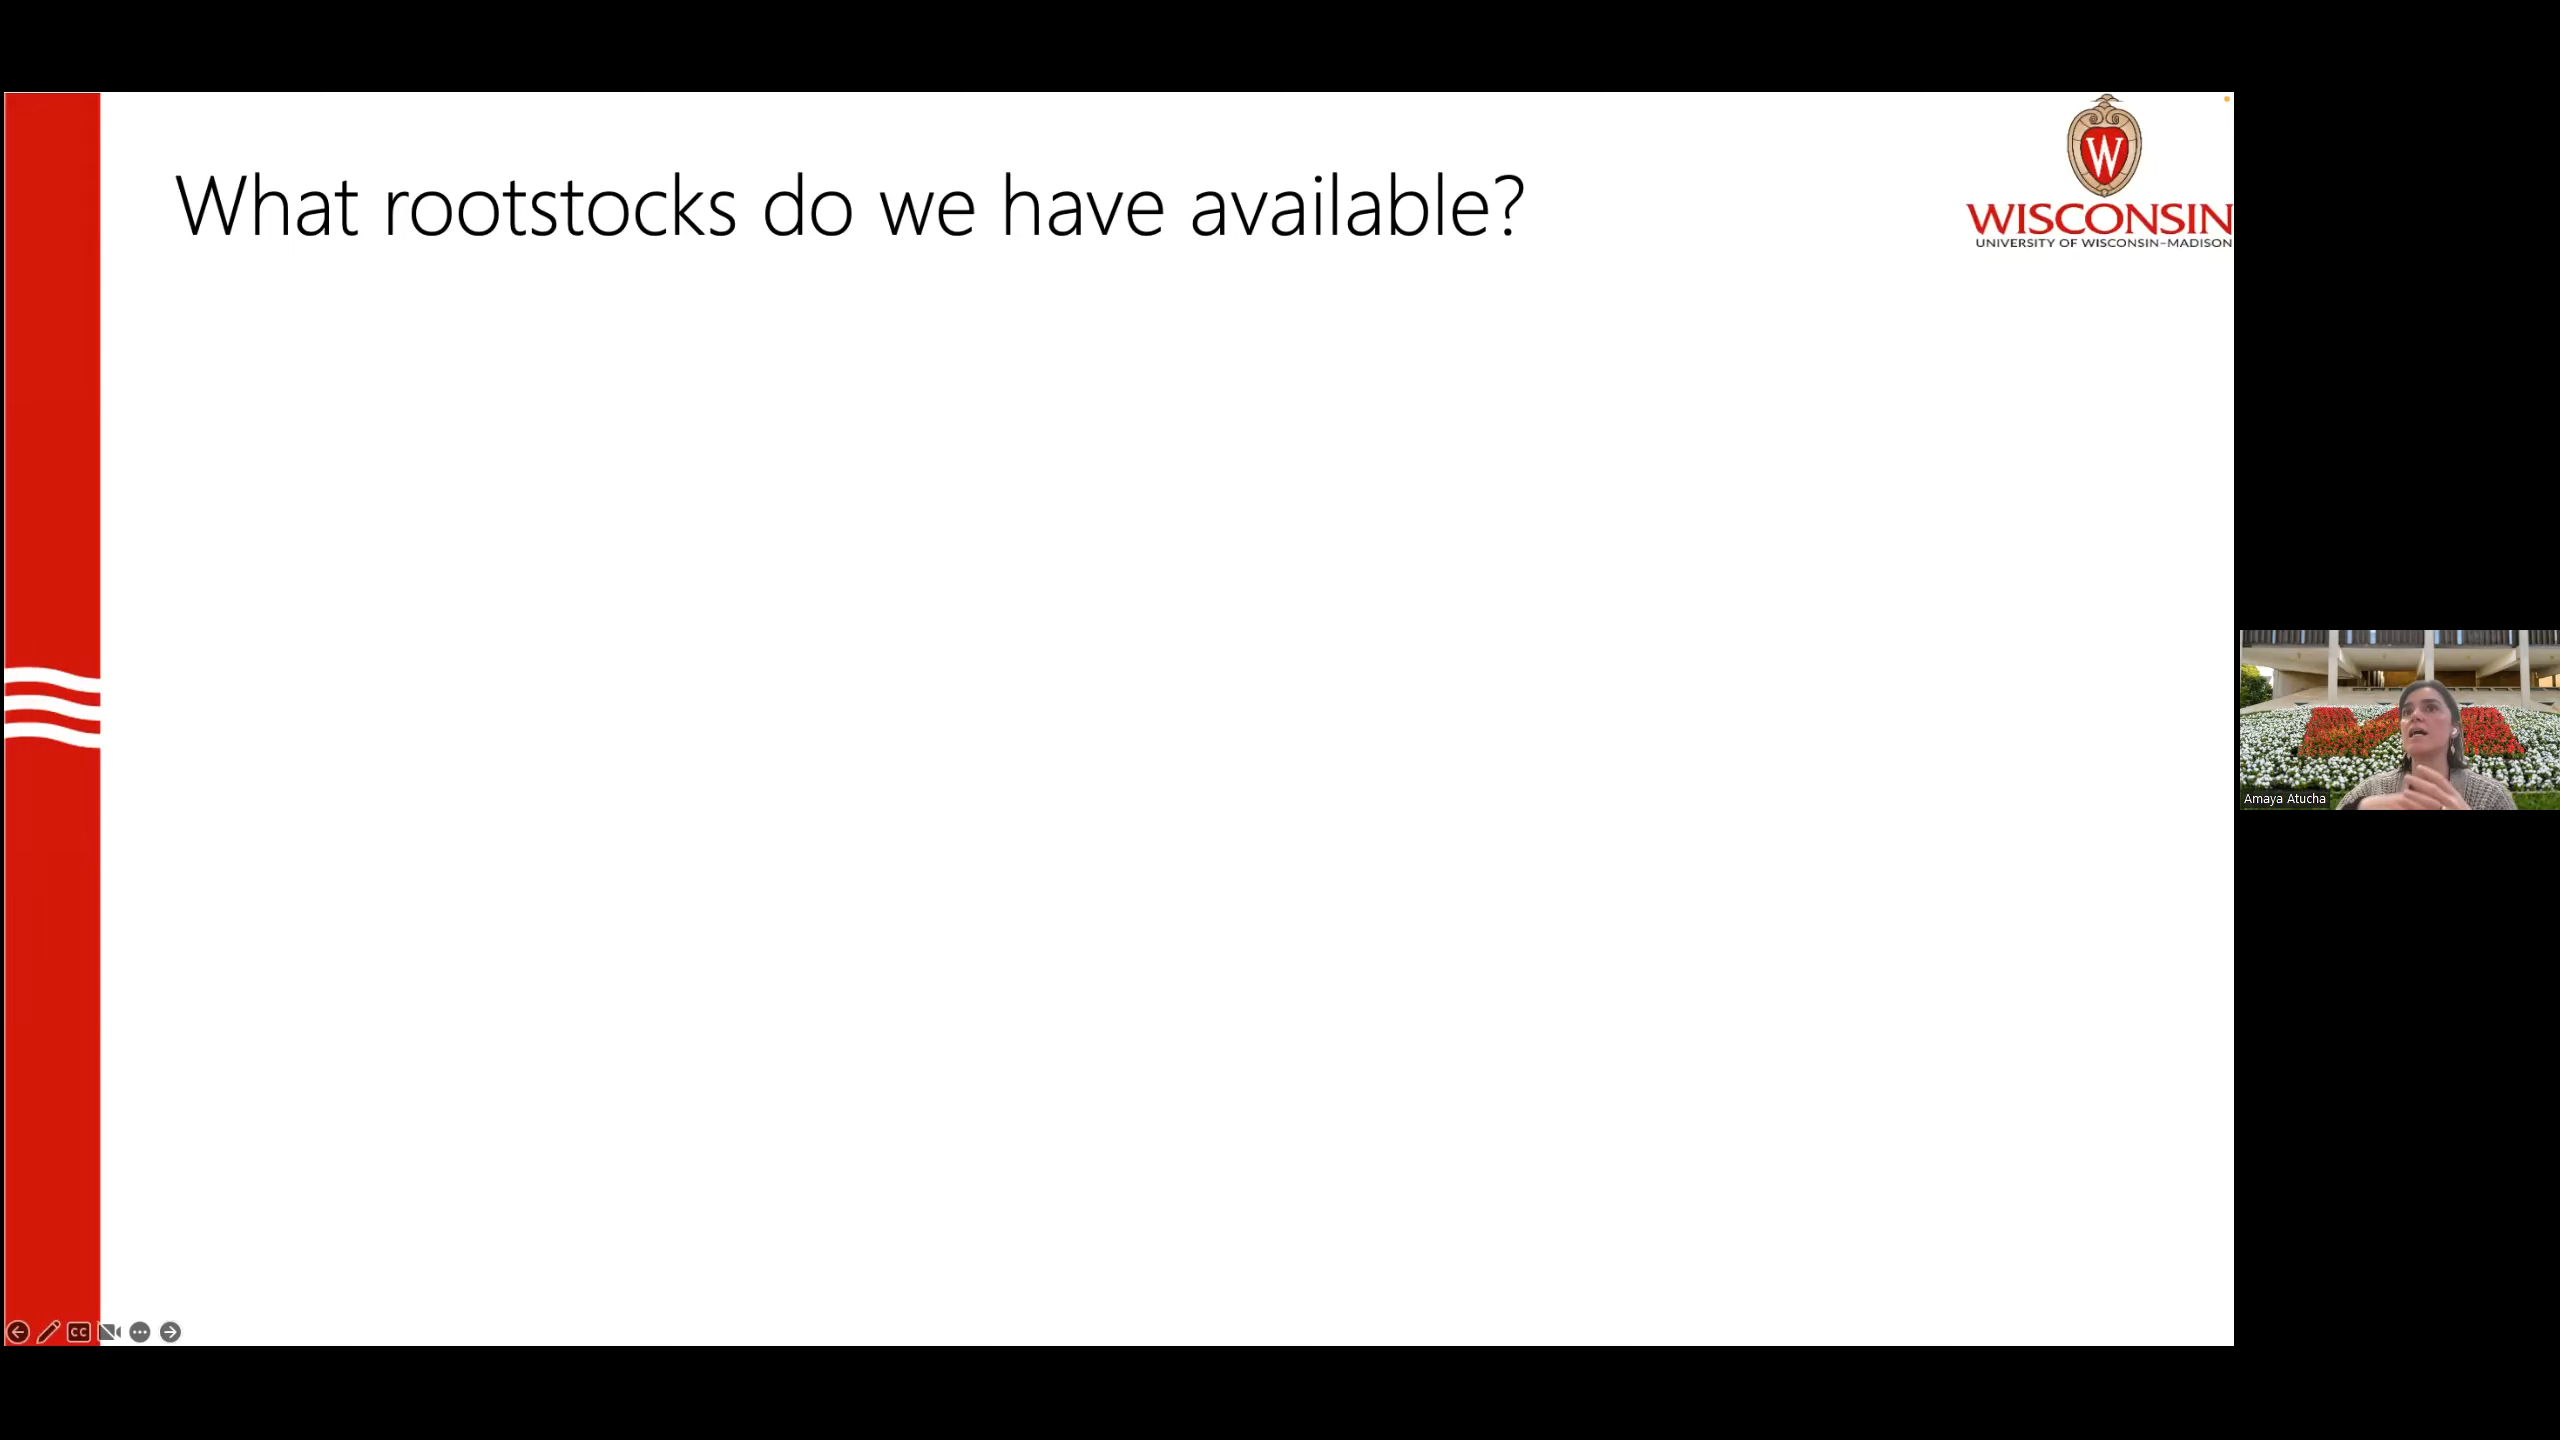 What rootstocks do we have available?
W
WISCONSIN
UNIVERSITY OF WISCONSIN–MADISON
Amaya Atucha
CC